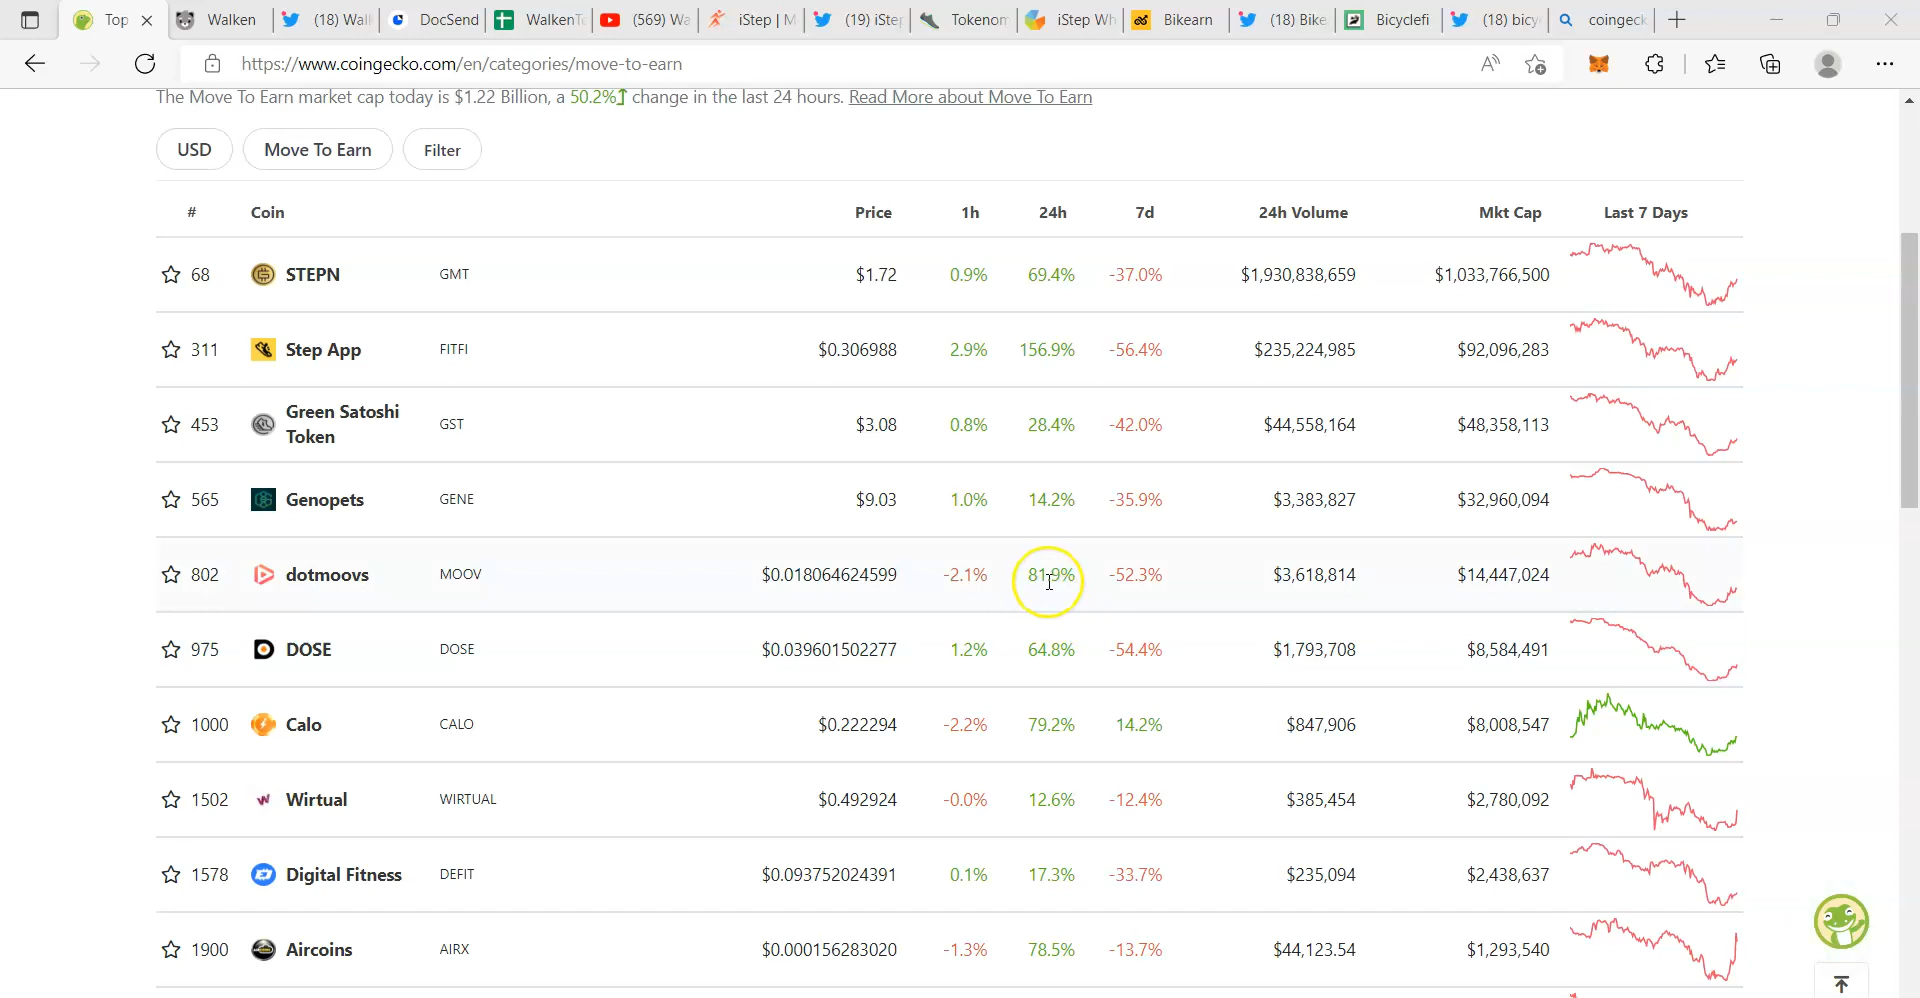 Top
Walken
(18) Wal
DocSend
WalkenTe
(569) Wa
iStep | M
(19) iStep
Tokenom
iStep Wh
Bikearn
(18) Bike
Bicyclefi
(18) bicy
coingeck
https://www.coingecko.com/en/categories/move-to-earn
The Move To Earn market cap today is $1.22 Billion, a 50.2% change in the last 24 hours. Read More about Move To Earn
USD Move To Earn Filter
# Coin Price 1h 24h 7d 24h Volume Mkt Cap Last 7 Days
68 STEPN GMT $1.72 0.9% 69.4% -37.0% $1,930,838,659 $1,033,766,500
311 Step App FITFI $0.306988 2.9% 156.9% -56.4% $235,224,985 $92,096,283
453 Green Satoshi Token GST $3.08 0.8% 28.4% -42.0% $44,558,164 $48,358,113
565 Genopets GENE $9.03 1.0% 14.2% -35.9% $3,383,827 $32,960,094
802 dotmoovs MOOV $0.018064624599 -2.1% 81.9% -52.3% $3,618,814 $14,447,024
975 DOSE DOSE $0.039601502277 1.2% 64.8% -54.4% $1,793,708 $8,584,491
1000 Calo CALO $0.222294 -2.2% 79.2% 14.2% $847,906 $8,008,547
1502 Wirtual WIRTUAL $0.492924 -0.0% 12.6% -12.4% $385,454 $2,780,092
1578 Digital Fitness DEFIT $0.093752024391 0.1% 17.3% -33.7% $235,094 $2,438,637
1900 Aircoins AIRX $0.000156283020 -1.3% 78.5% -13.7% $44,123.54 $1,293,540